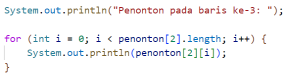 System.out.println("Penonton pada baris ke-3: ");
for (int i = 0; i < penonton[2].length; i++) {
    System.out.println(penonton[2][i]);
}